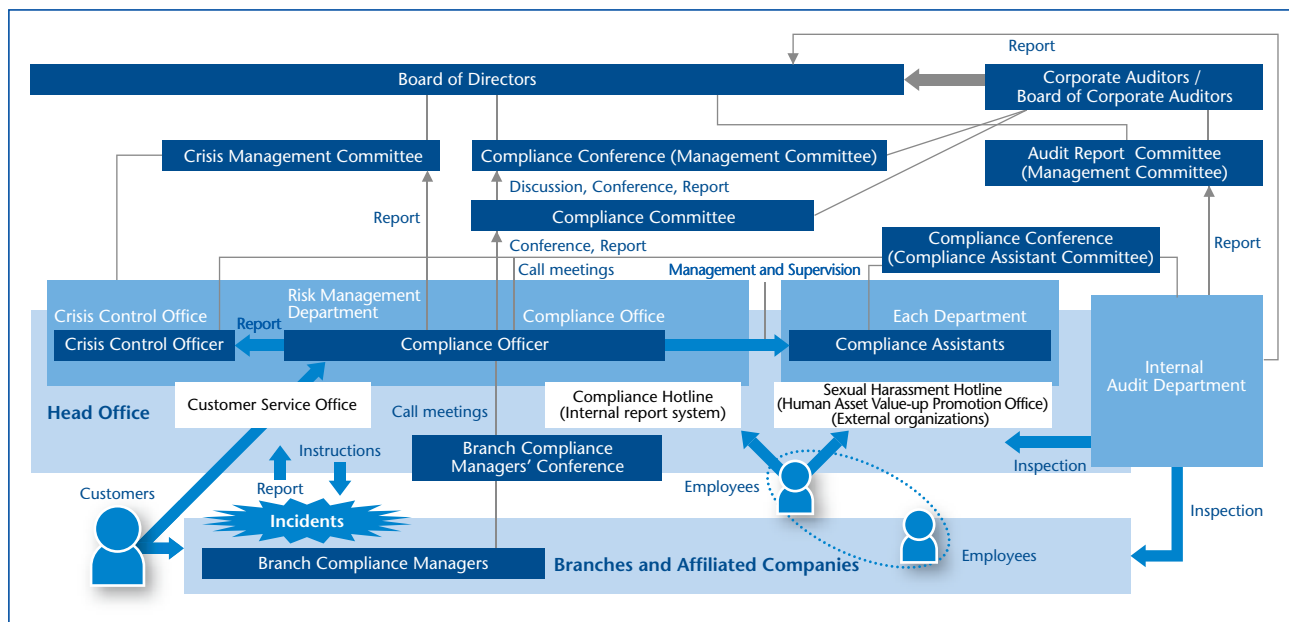 Report
Board of Directors
Corporate Auditors /
Board of Corporate Auditors
Crisis Management Committee
Compliance Conference (Management Committee)
Audit Report Committee
(Management Committee)
Discussion, Conference, Report
Report
Compliance Committee
Conference, Report
Compliance Conference
(Compliance Assistant Committee)
Report
Call meetings
Management and Supervision
Risk Management
Department
Crisis Control Office
Compliance Office
Each Department
Report
Crisis Control Officer
Compliance Officer
Compliance Assistants
Internal
Audit Department
Head Office
Customer Service Office
Call meetings
Compliance Hotline
(Internal report system)
Sexual Harassment Hotline
(Human Asset Value-up Promotion Office)
(External organizations)
Instructions
Branch Compliance
Managers' Conference
Inspection
Customers
Report
Employees
Inspection
Incidents
Employees
Branch Compliance Managers
Branches and Affiliated Companies